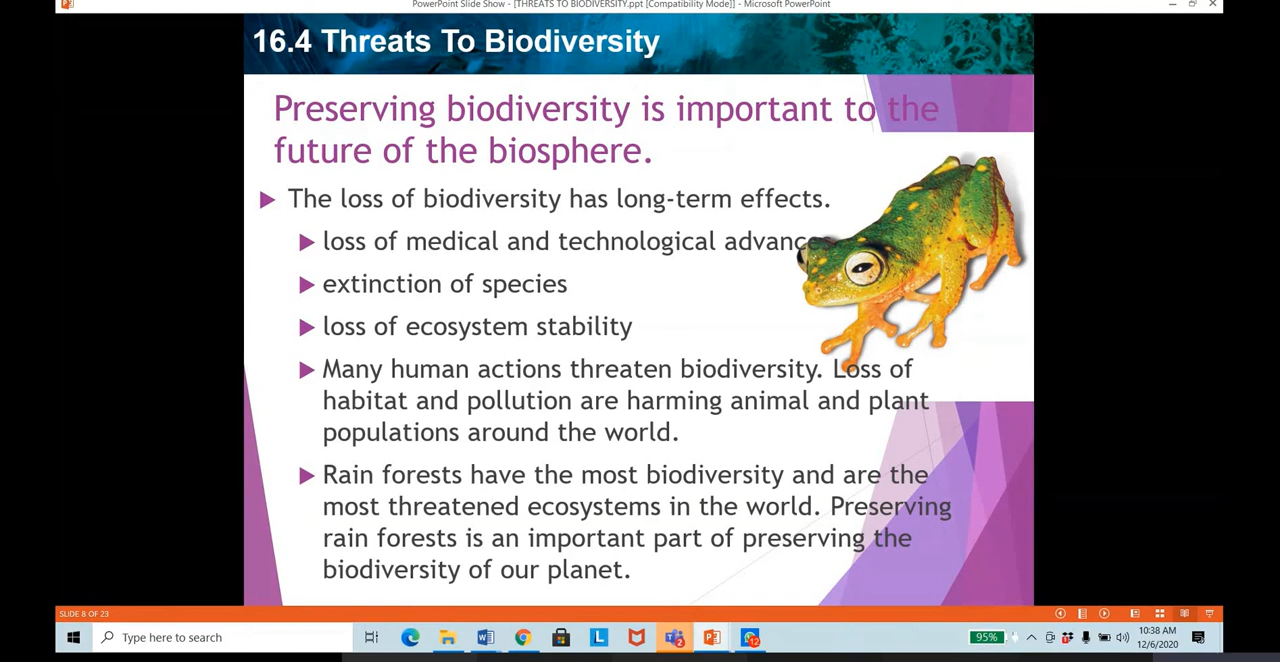 PowerPoint Slide Show - [THREATS TO BIODIVERSITY.ppt [Compatibility Mode]] - Microsoft PowerPoint
16.4 Threats To Biodiversity
Preserving biodiversity is important to the
future of the biosphere.
The loss of biodiversity has long-term effects.
loss of medical and technological advances
extinction of species
loss of ecosystem stability
Many human actions threaten biodiversity. Loss of
habitat and pollution are harming animal and plant
populations around the world.
Rain forests have the most biodiversity and are the
most threatened ecosystems in the world. Preserving
rain forests is an important part of preserving the
biodiversity of our planet.
SLIDE 8 OF 23
Type here to search
95%
10:38 AM
12/6/2020